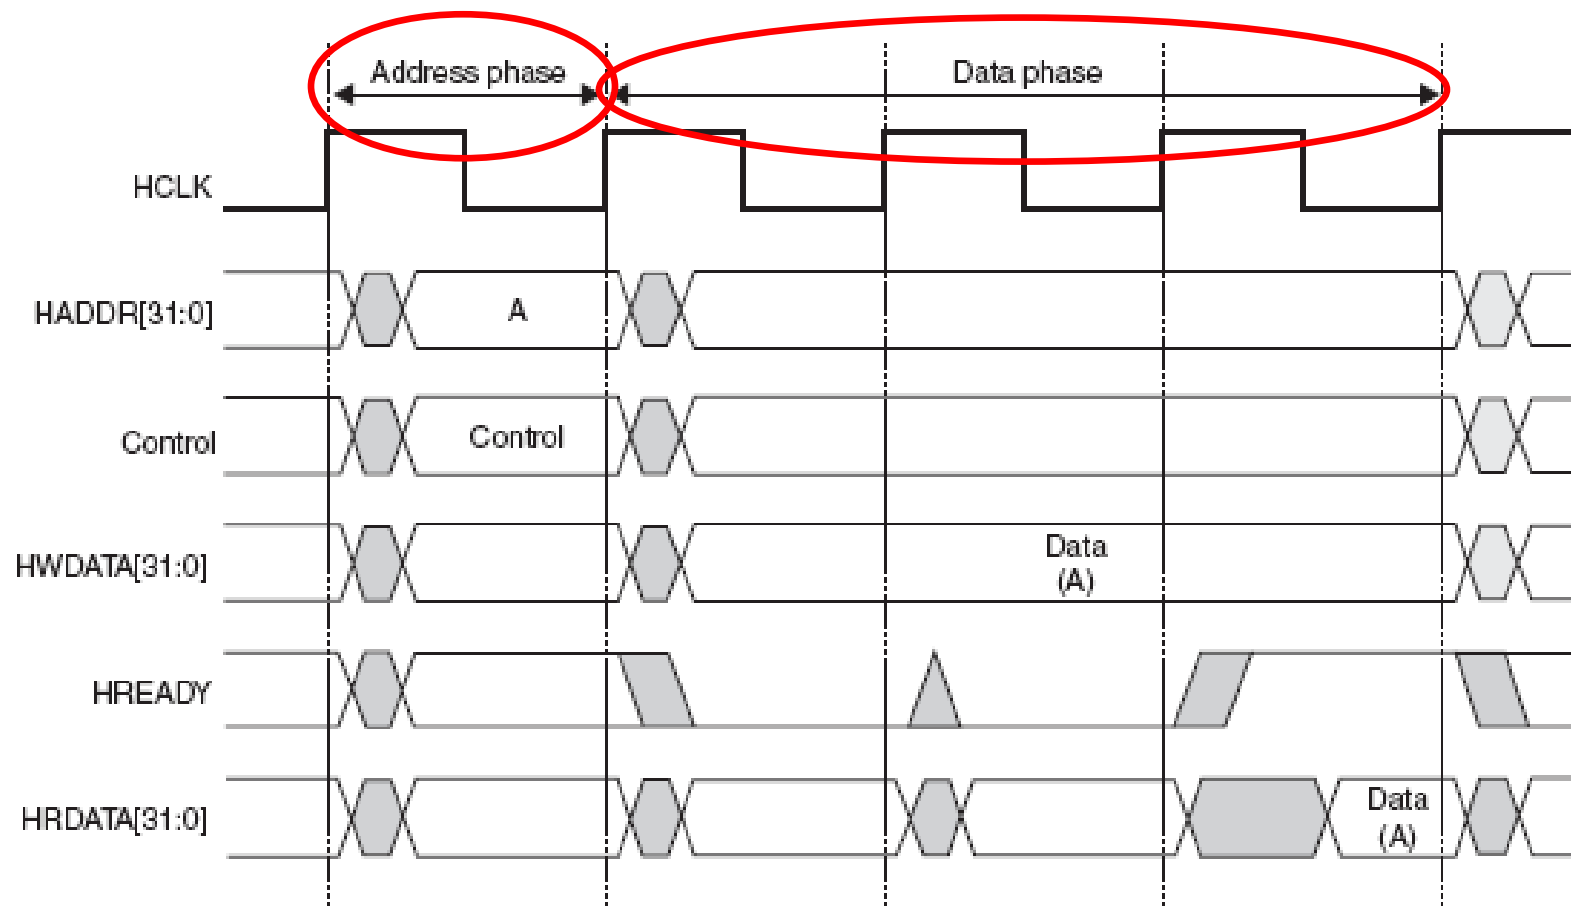 Address phase
Data phase
HCLK
HADDR[31:0]
A
Control
Control
HWDATA[31:0]
Data
(A)
HREADY
HRDATA[31:0]
Data
(A)